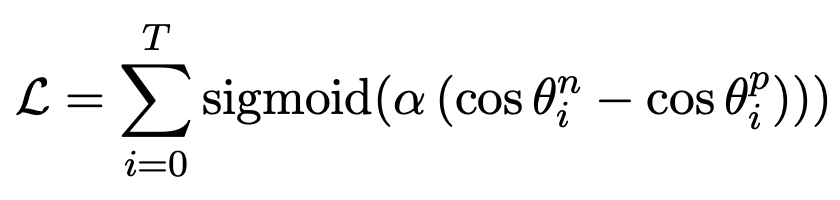 \mathcal{L} = \sum_{i=0}^{T} \text{sigmoid}(\alpha \, (\cos \theta_i^n - \cos \theta_i^p)))